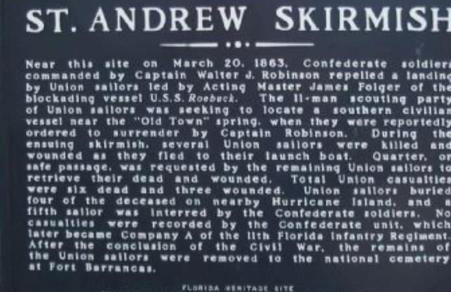 ST. ANDREW SKIRMISH
Near this site on March 20, 1863, Confederate soldiers
commanded by Captain Walter J. Robinson repelled a landing
by Union sailors led by Acting Master James Folger of the
blockading vessel U.S.S. Roebuck. The 11-man scouting party
of Union sailors was seeking to locate a southern civilian
vessel near the "Old Town" spring, when they were reportedly
ordered to surrender by Captain Robinson. During the
ensuing skirmish, several Union sailors were killed and
wounded as they fled to their launch boat. Quarter, or
safe passage, was requested by the remaining Union sailors to
retrieve their dead and wounded. Total Union casualties
were six dead and three wounded. Union sailors buried
four of the deceased on nearby Hurricane Island, and a
fifth sailor was interred by the Confederate soldiers. No
casualties were recorded by the Confederate unit, which
later became Company A of the 11th Florida Infantry Regiment.
After the conclusion of the Civil War, the remains of
the Union sailors were removed to the national cemetery
at Fort Barrancas.
FLORIDA HERITAGE SITE